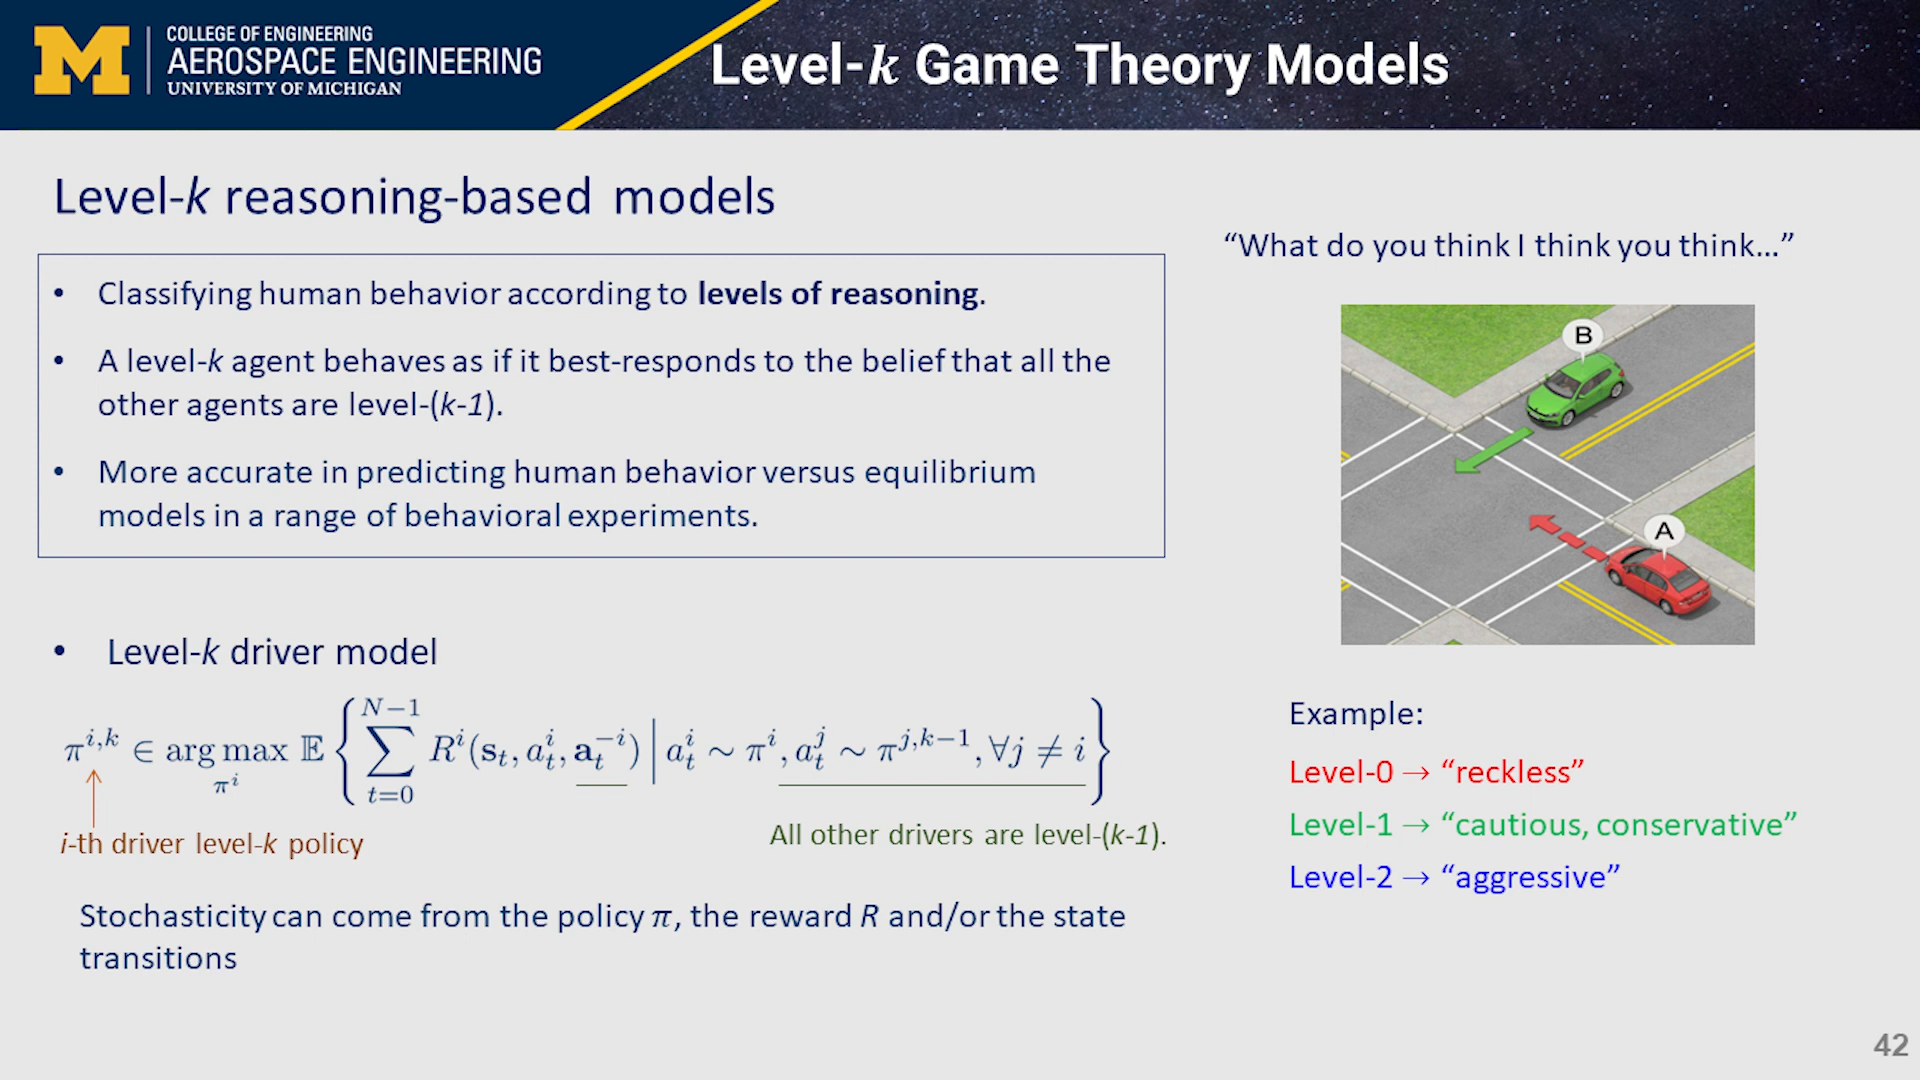 COLLEGE OF ENGINEERING
AEROSPACE ENGINEERING
UNIVERSITY OF MICHIGAN
Level-k Game Theory Models
Level-k reasoning-based models
• Classifying human behavior according to levels of reasoning.
• A level-k agent behaves as if it best-responds to the belief that all the
other agents are level-(k-1).
• More accurate in predicting human behavior versus equilibrium
models in a range of behavioral experiments.
“What do you think I think you think...”
B
A
• Level-k driver model
π^{i,k} ∈ arg max_{π^i} 𝔼 { ∑_{t=0}^{N−1} R^i(s_t, a_t^i, a_t^{−i}) | a_t^i ∼ π^i, a_t^j ∼ π^{j,k−1}, ∀j ≠ i }
i-th driver level-k policy
All other drivers are level-(k-1).
Stochasticity can come from the policy π, the reward R and/or the state
transitions
Example:
Level-0 → “reckless”
Level-1 → “cautious, conservative”
Level-2 → “aggressive”
42